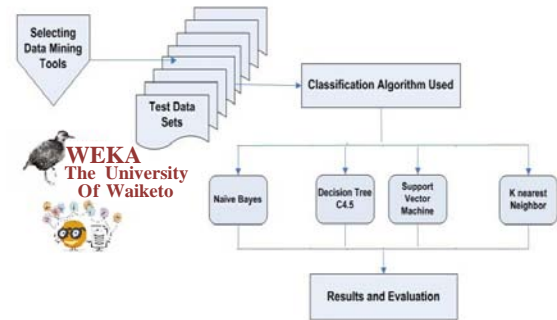 Selecting
Data Mining
Tools
Test Data
Sets
Classification Algorithm Used
WEKA
The University
Of Waiketo
Naïve Bayes
Decision Tree
C4.5
Support
Vector
Machine
K nearest
Neighbor
Results and Evaluation